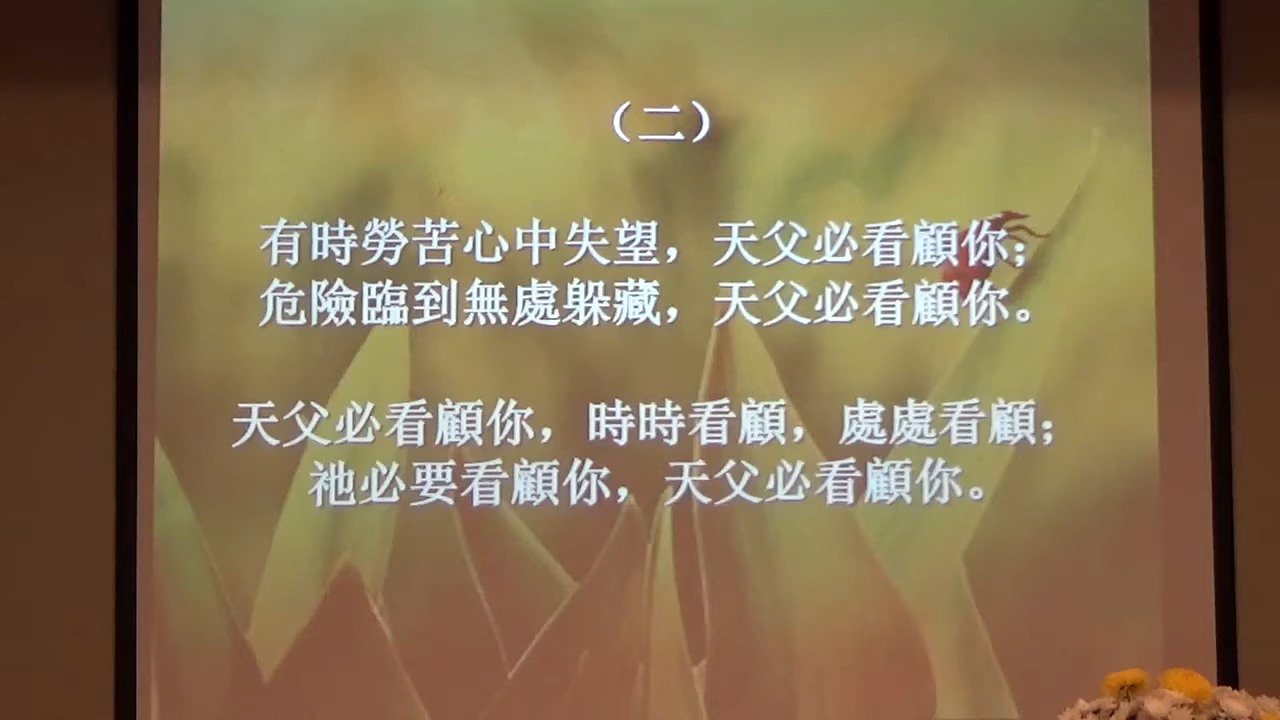 （二）
有時勞苦心中失望，天父必看顧你；
危險臨到無處躲藏，天父必看顧你。
天父必看顧你，時時看顧，處處看顧；
祂必要看顧你，天父必看顧你。